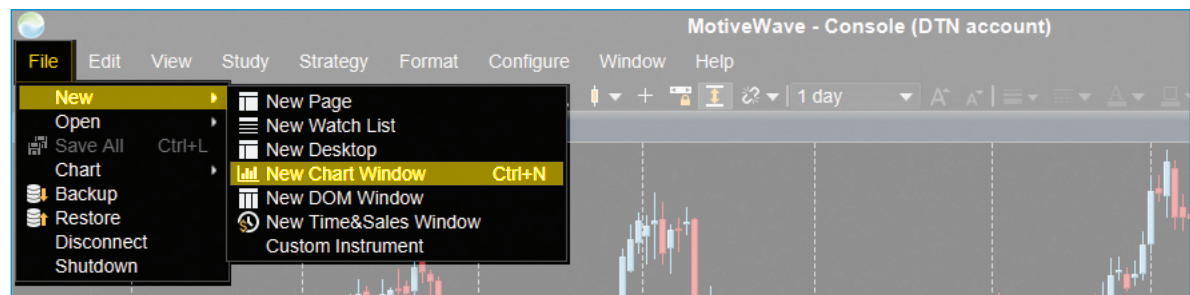 MotiveWave - Console (DTN account)
File Edit View Study Strategy Format Configure Window Help
1 day A A A
New
Open
Save All Ctrl+L
Chart
Backup
Restore
Disconnect
Shutdown
New Page
New Watch List
New Desktop
New Chart Window Ctrl+N
New DOM Window
New Time&Sales Window
Custom Instrument